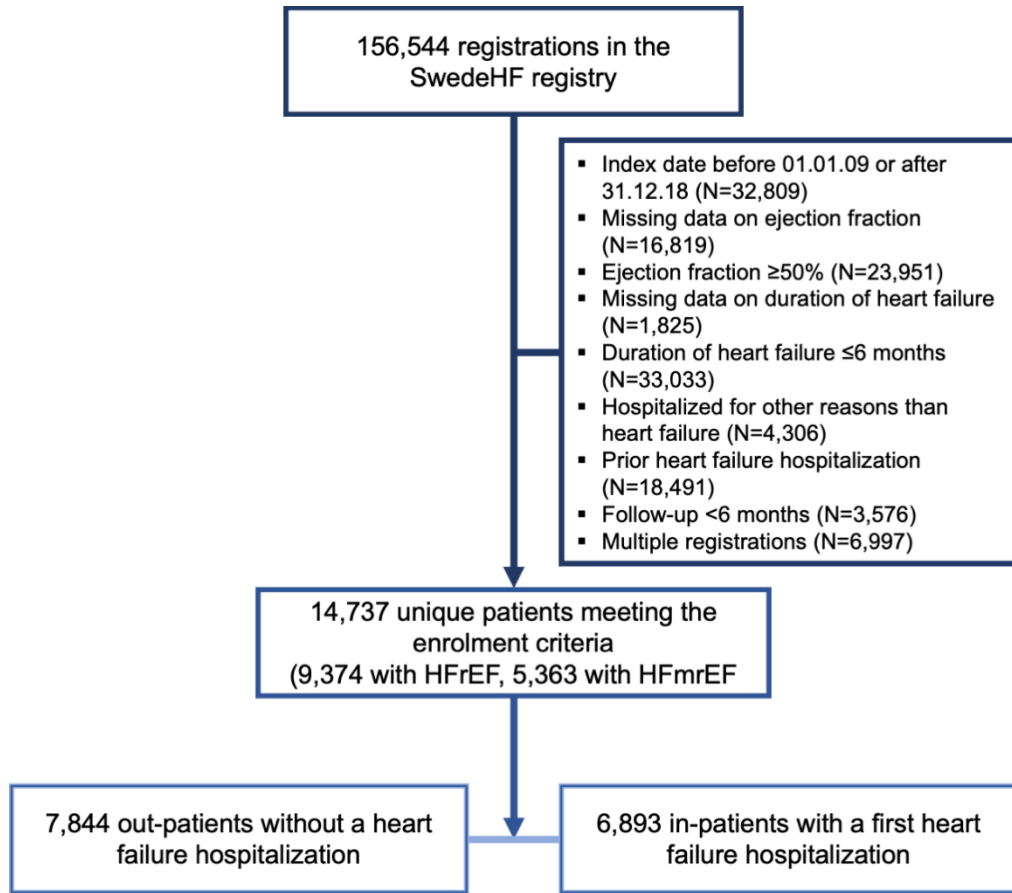 156,544 registrations in the
SwedeHF registry
▪ Index date before 01.01.09 or after
31.12.18 (N=32,809)
▪ Missing data on ejection fraction
(N=16,819)
▪ Ejection fraction ≥50% (N=23,951)
▪ Missing data on duration of heart failure
(N=1,825)
▪ Duration of heart failure ≤6 months
(N=33,033)
▪ Hospitalized for other reasons than
heart failure (N=4,306)
▪ Prior heart failure hospitalization
(N=18,491)
▪ Follow-up <6 months (N=3,576)
▪ Multiple registrations (N=6,997)
14,737 unique patients meeting the
enrolment criteria
(9,374 with HFrEF, 5,363 with HFmrEF
7,844 out-patients without a heart
failure hospitalization
6,893 in-patients with a first heart
failure hospitalization